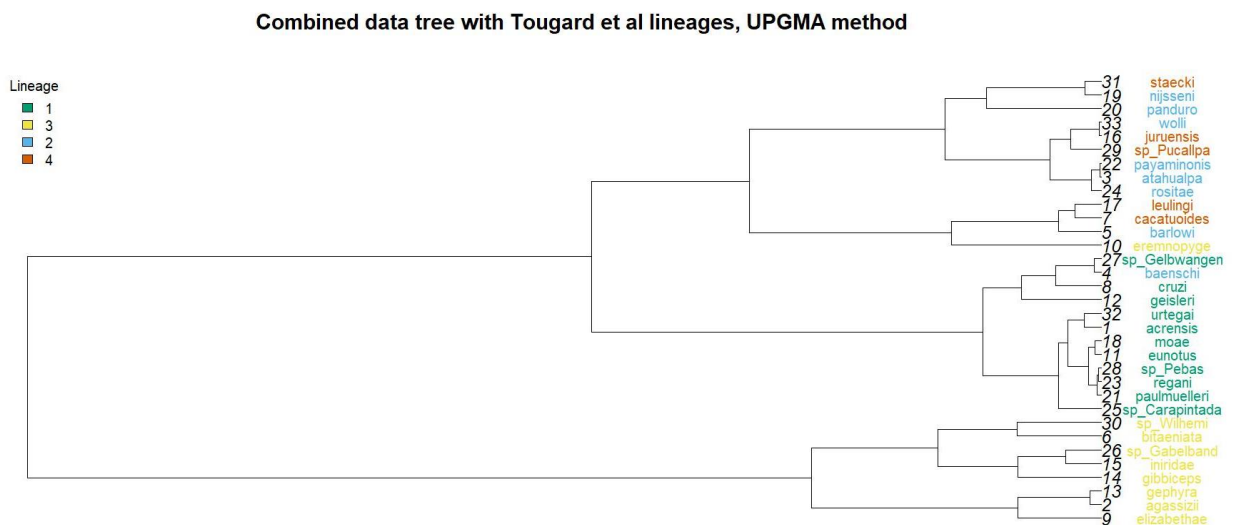 Combined data tree with Tougard et al lineages, UPGMA method
Lineage
1
3
2
4
31 staecki
19 nijsseni
20 panduro
33 wolli
16 juruensis
29 sp_Pucallpa
22 payaminonis
3 atahualpa
24 rositae
17 leulingi
7 cacatuoides
5 barlowi
10 eremnopyge
27 sp_Gelbwangen
4 baenschi
8 cruzi
12 geisleri
32 urtegai
1 acrensis
18 moae
11 eunotus
28 sp_Pebas
23 regani
21 paulmuelleri
25 sp_Carapintada
30 sp_Wilhemi
6 bitaeniata
26 sp_Gabelband
15 iniridae
14 gibbiceps
13 gephyra
2 agassizii
9 elizabethae